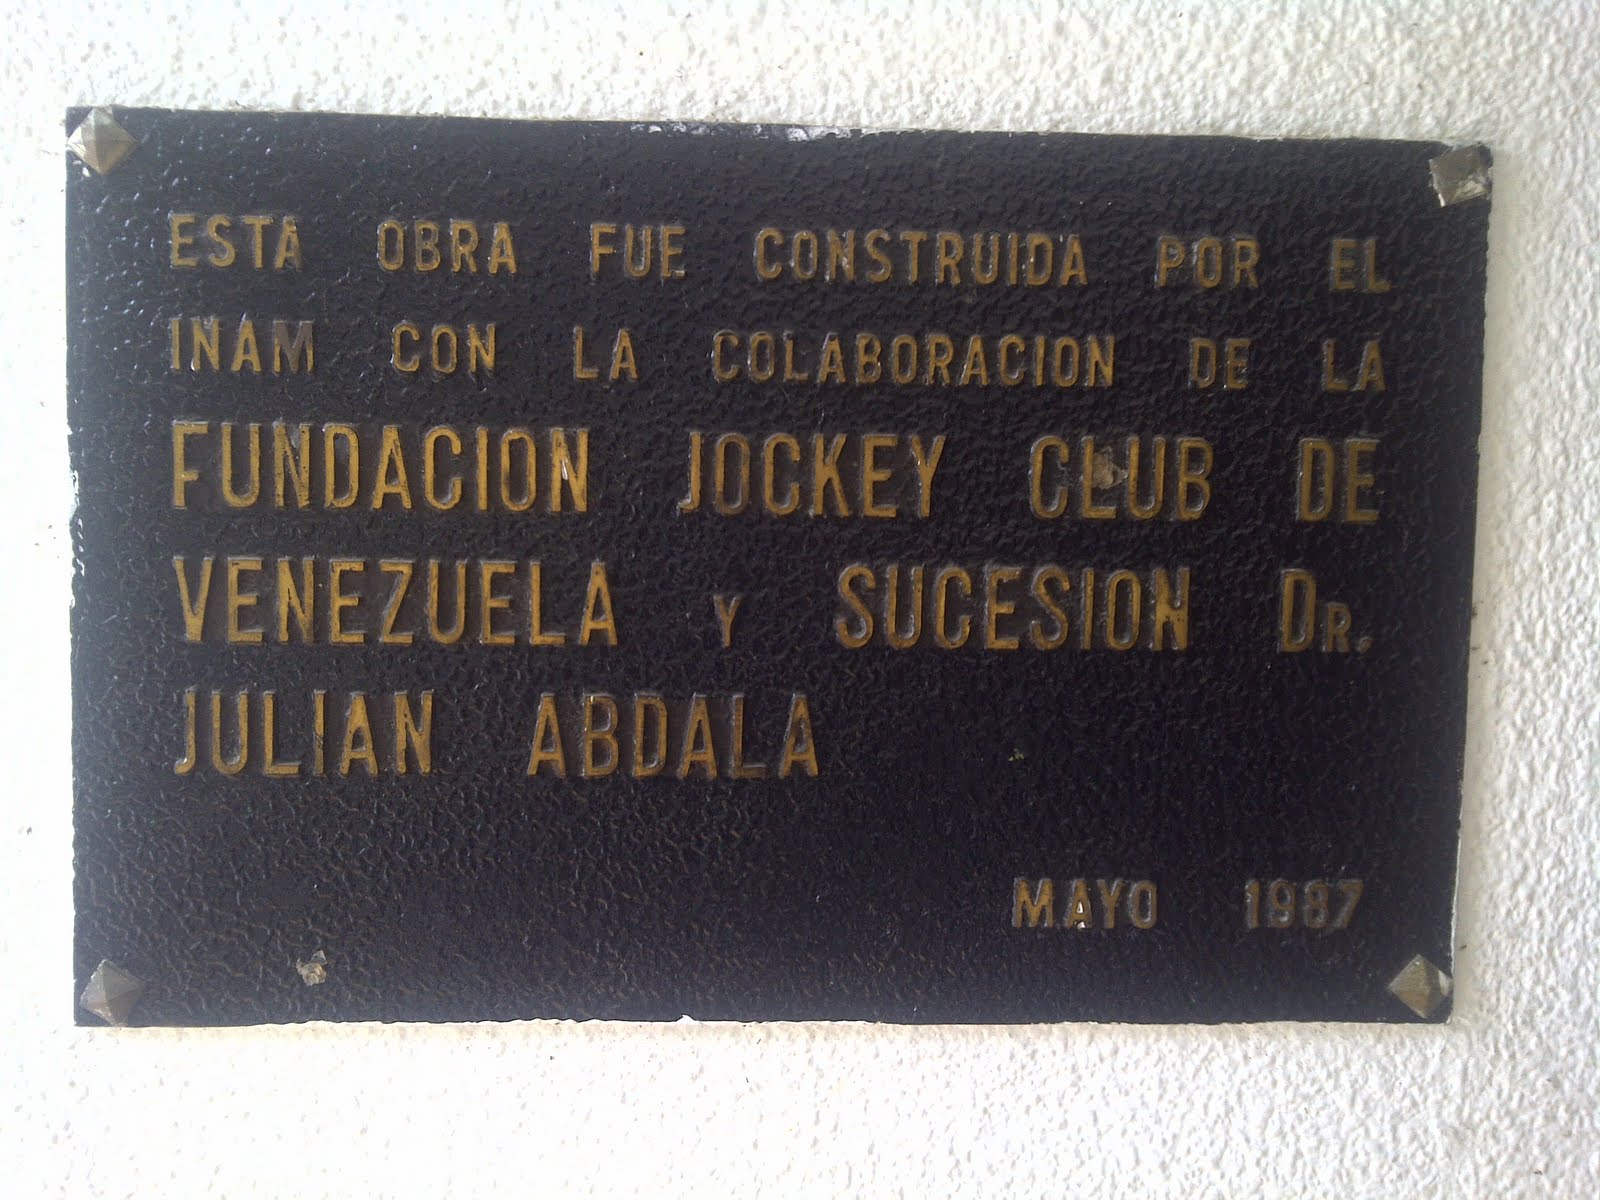 ESTA OBRA FUE CONSTRUIDA POR EL
INAM CON LA COLABORACION DE LA
FUNDACION JOCKEY CLUB DE
VENEZUELA Y SUCESION DR.
JULIAN ABDALA
MAYO 1987